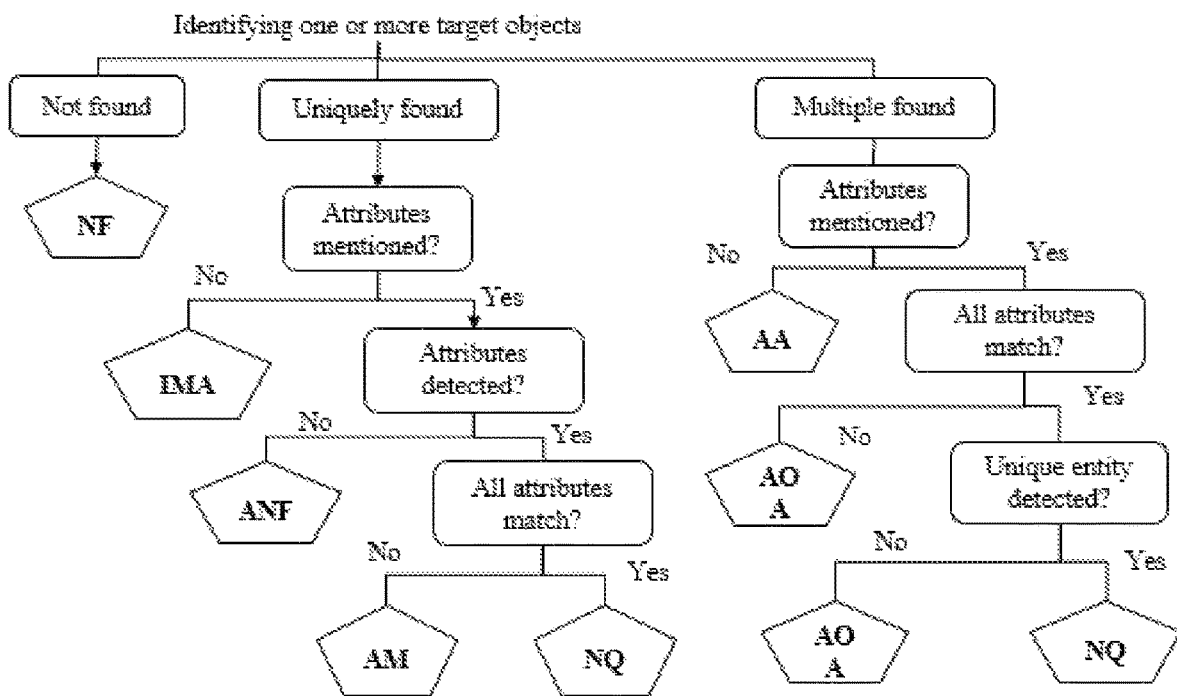 Identifying one or more target objects
Not found
Uniquely found
Multiple found
NF
Attributes
mentioned?
Attributes
mentioned?
No
Yes
No
Yes
IMA
Attributes
detected?
AA
All attributes
match?
No
Yes
No
Yes
ANF
All attributes
match?
AO
A
Unique entity
detected?
No
Yes
No
Yes
AM
NQ
AO
A
NQ